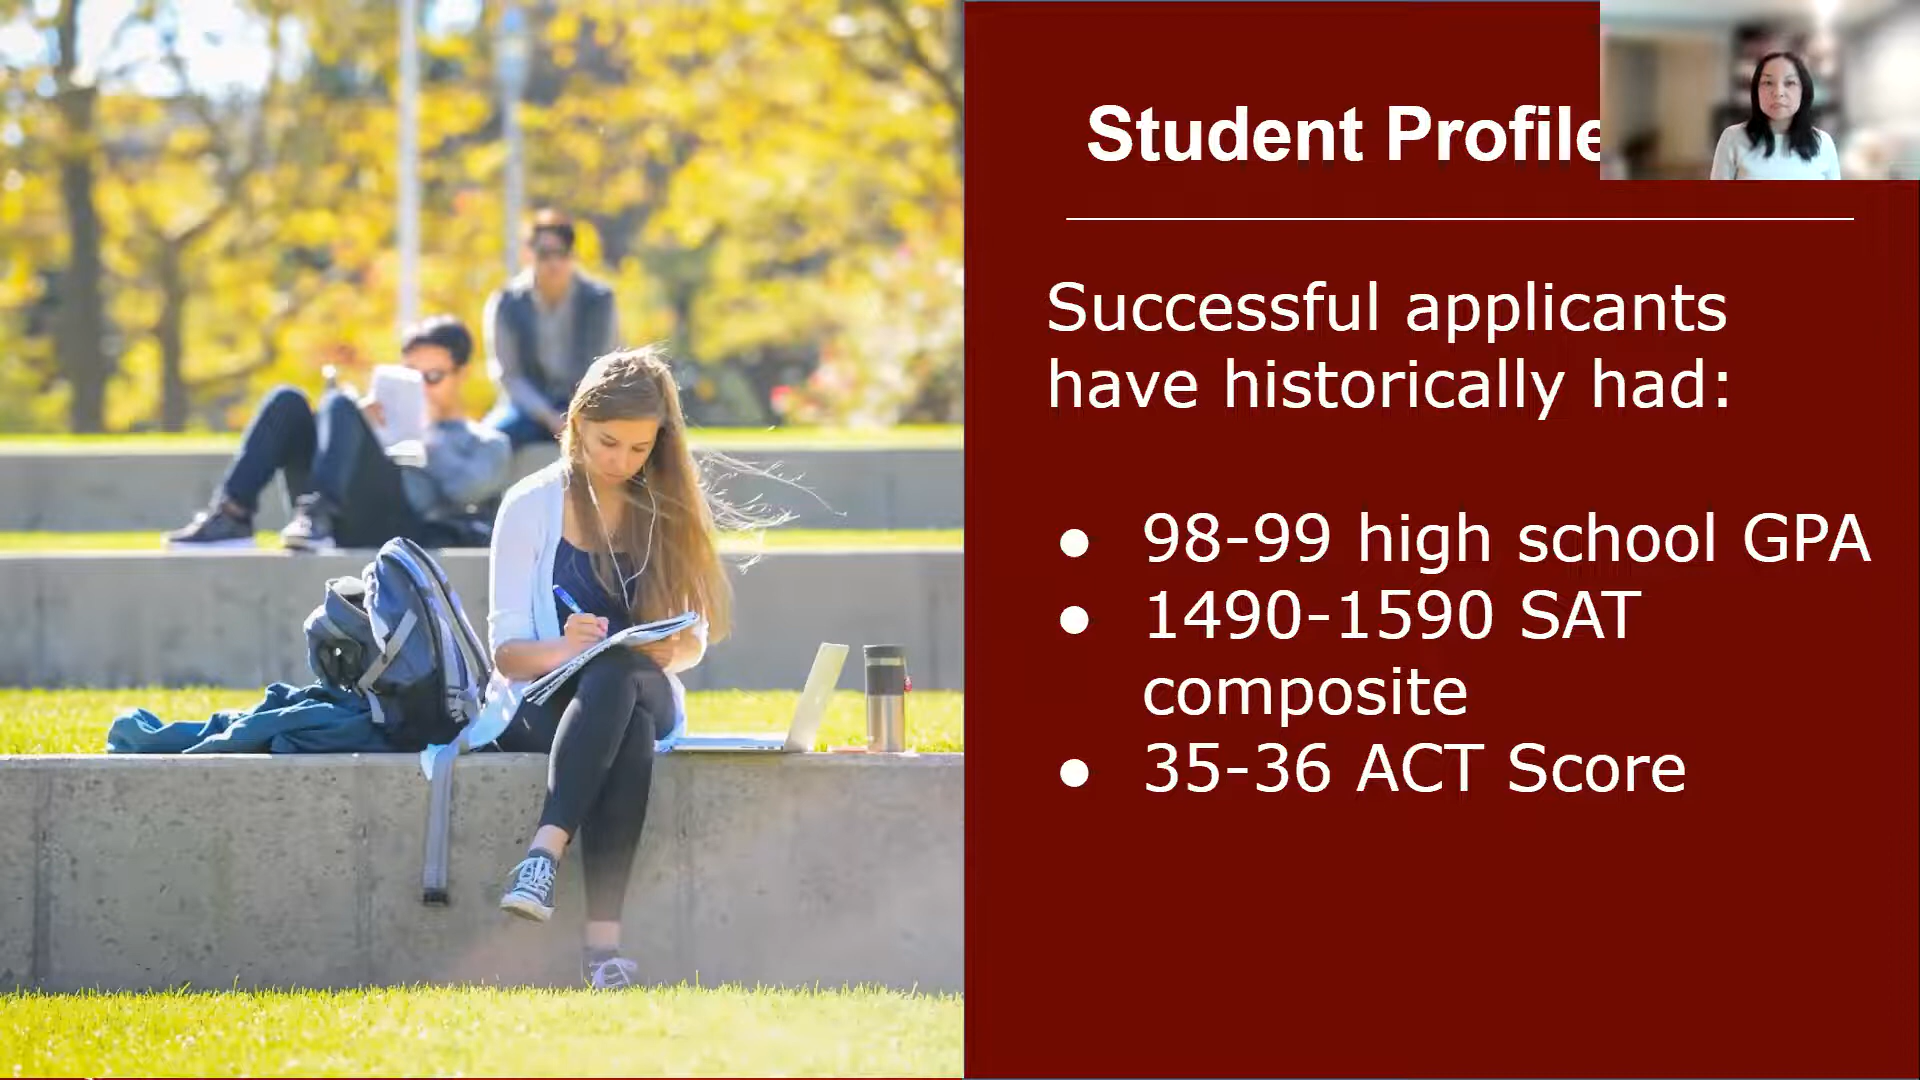 Student Profile
Successful applicants
have historically had:
● 98-99 high school GPA
● 1490-1590 SAT
composite
● 35-36 ACT Score